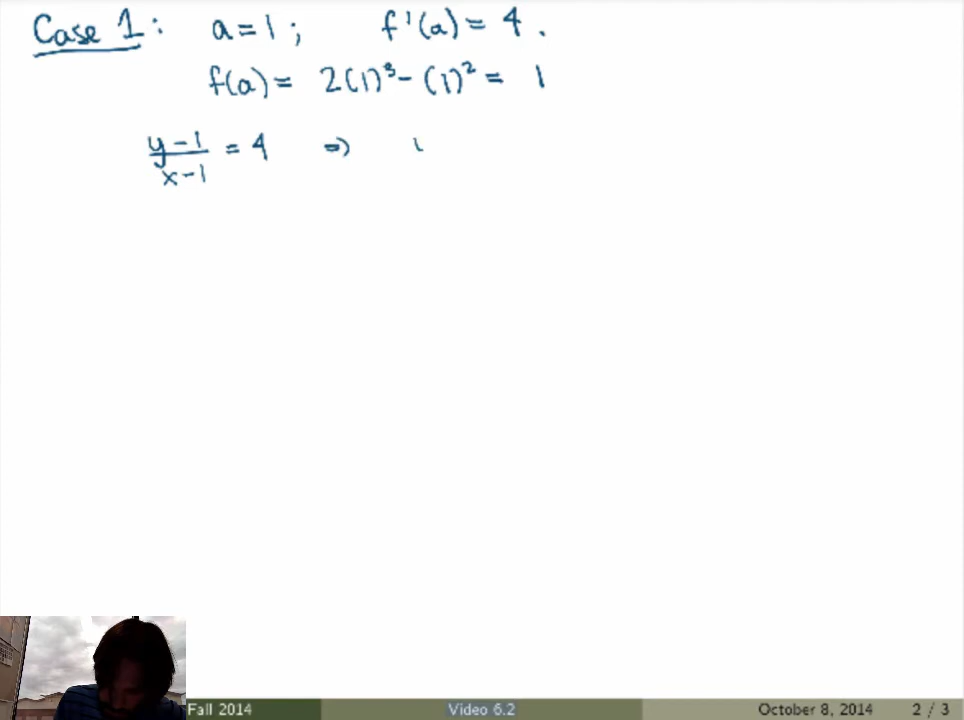 Case 1: a = 1 ; f'(a) = 4 .
f(a) = 2(1)³ - (1)² = 1
y-1/x-1 = 4 ⇒
Fall 2014 Video 6.2 October 8, 2014 2 / 3